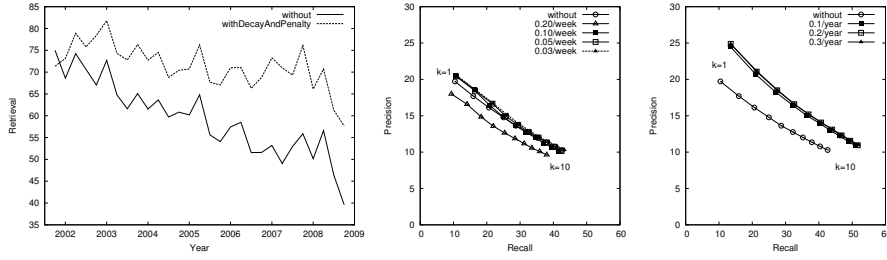 without
withDecayAndPenalty
85
80
75
70
65
60
55
50
45
40
35
Retrieval
2002 2003 2004 2005 2006 2007 2008 2009
Year
without
0.20/week
0.10/week
0.05/week
0.03/week
30
25
20
15
10
5
0
Precision
k=1
k=10
0 10 20 30 40 50 60
Recall
without
0.1/year
0.2/year
0.3/year
30
25
20
15
10
5
0
Precision
k=1
k=10
0 10 20 30 40 50 60
Recall